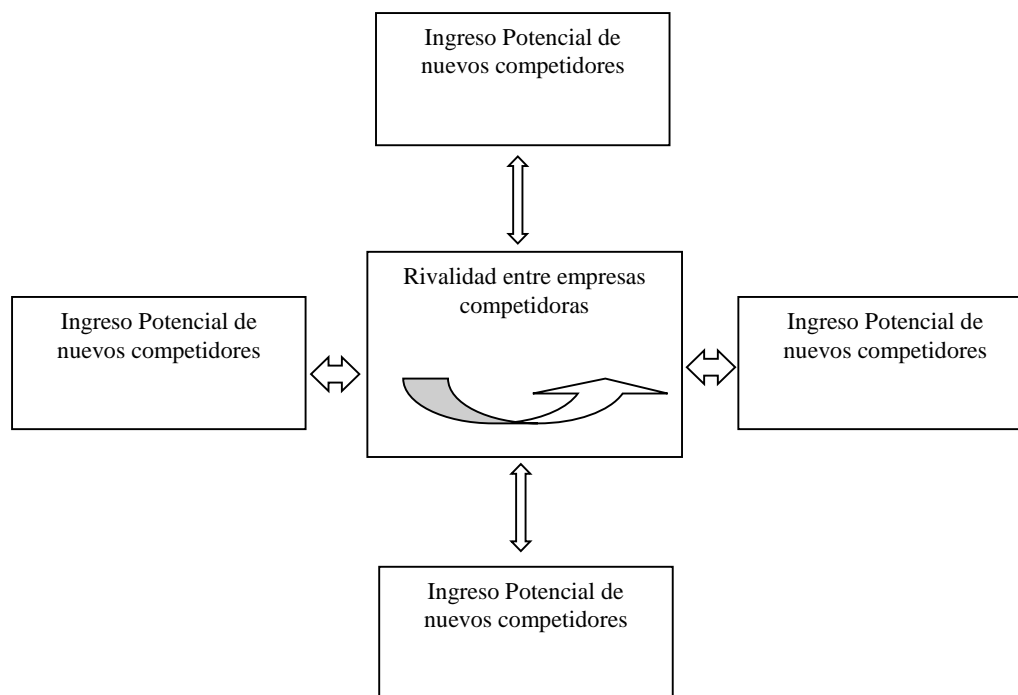 Ingreso Potencial de
nuevos competidores
Rivalidad entre empresas
competidoras
Ingreso Potencial de
nuevos competidores
Ingreso Potencial de
nuevos competidores
Ingreso Potencial de
nuevos competidores